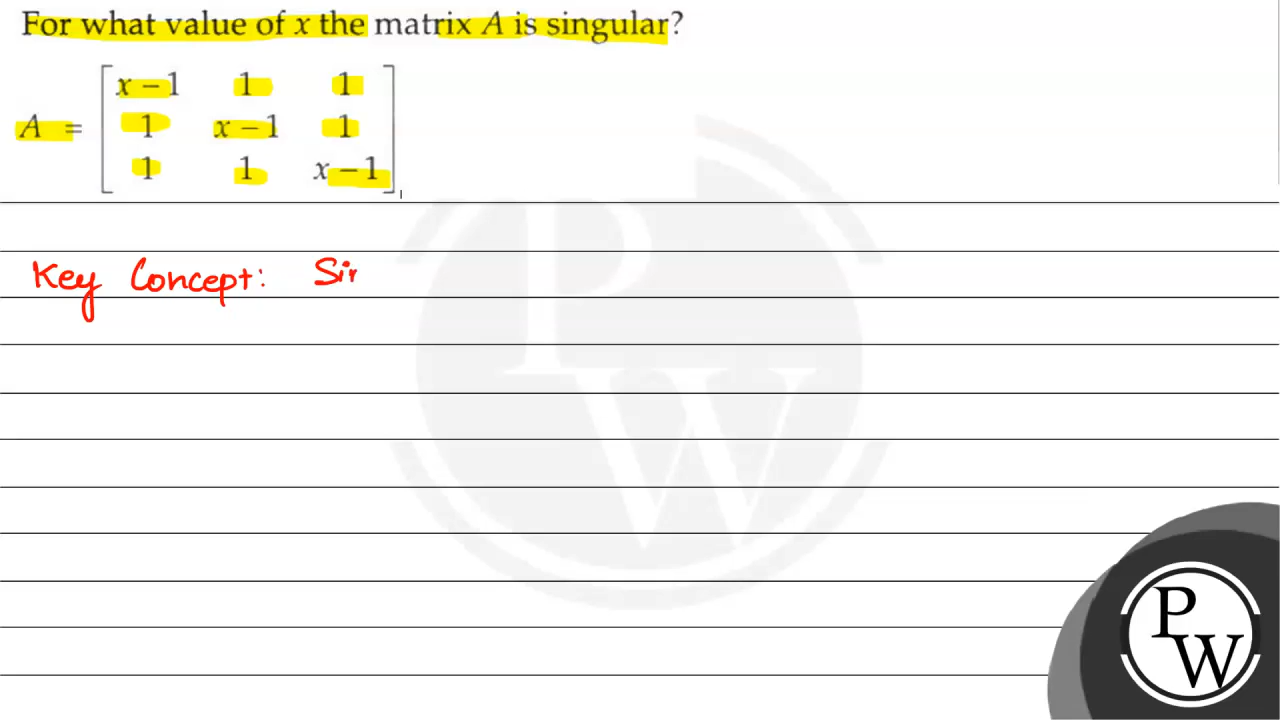 For what value of x the matrix A is singular?
A = [ x – 1 1 1
1 x – 1 1
1 1 x – 1 ]
Key Concept: Sin
P
W
P
W